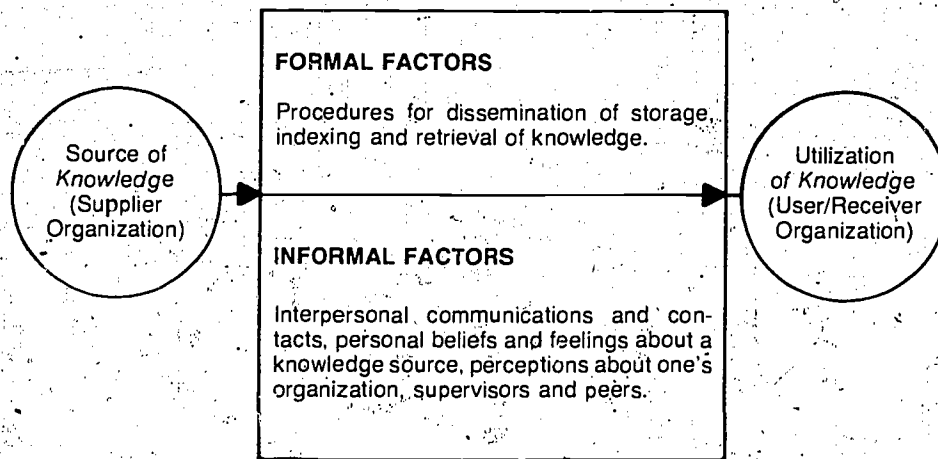 Source of
Knowledge
(Supplier
Organization)
FORMAL FACTORS
Procedures for dissemination of storage,
indexing and retrieval of knowledge.
INFORMAL FACTORS
Interpersonal communications and con-
tacts, personal beliefs and feelings about a
knowledge source, perceptions about one's
organization, supervisors and peers.
Utilization
of Knowledge
(User/Receiver
Organization)